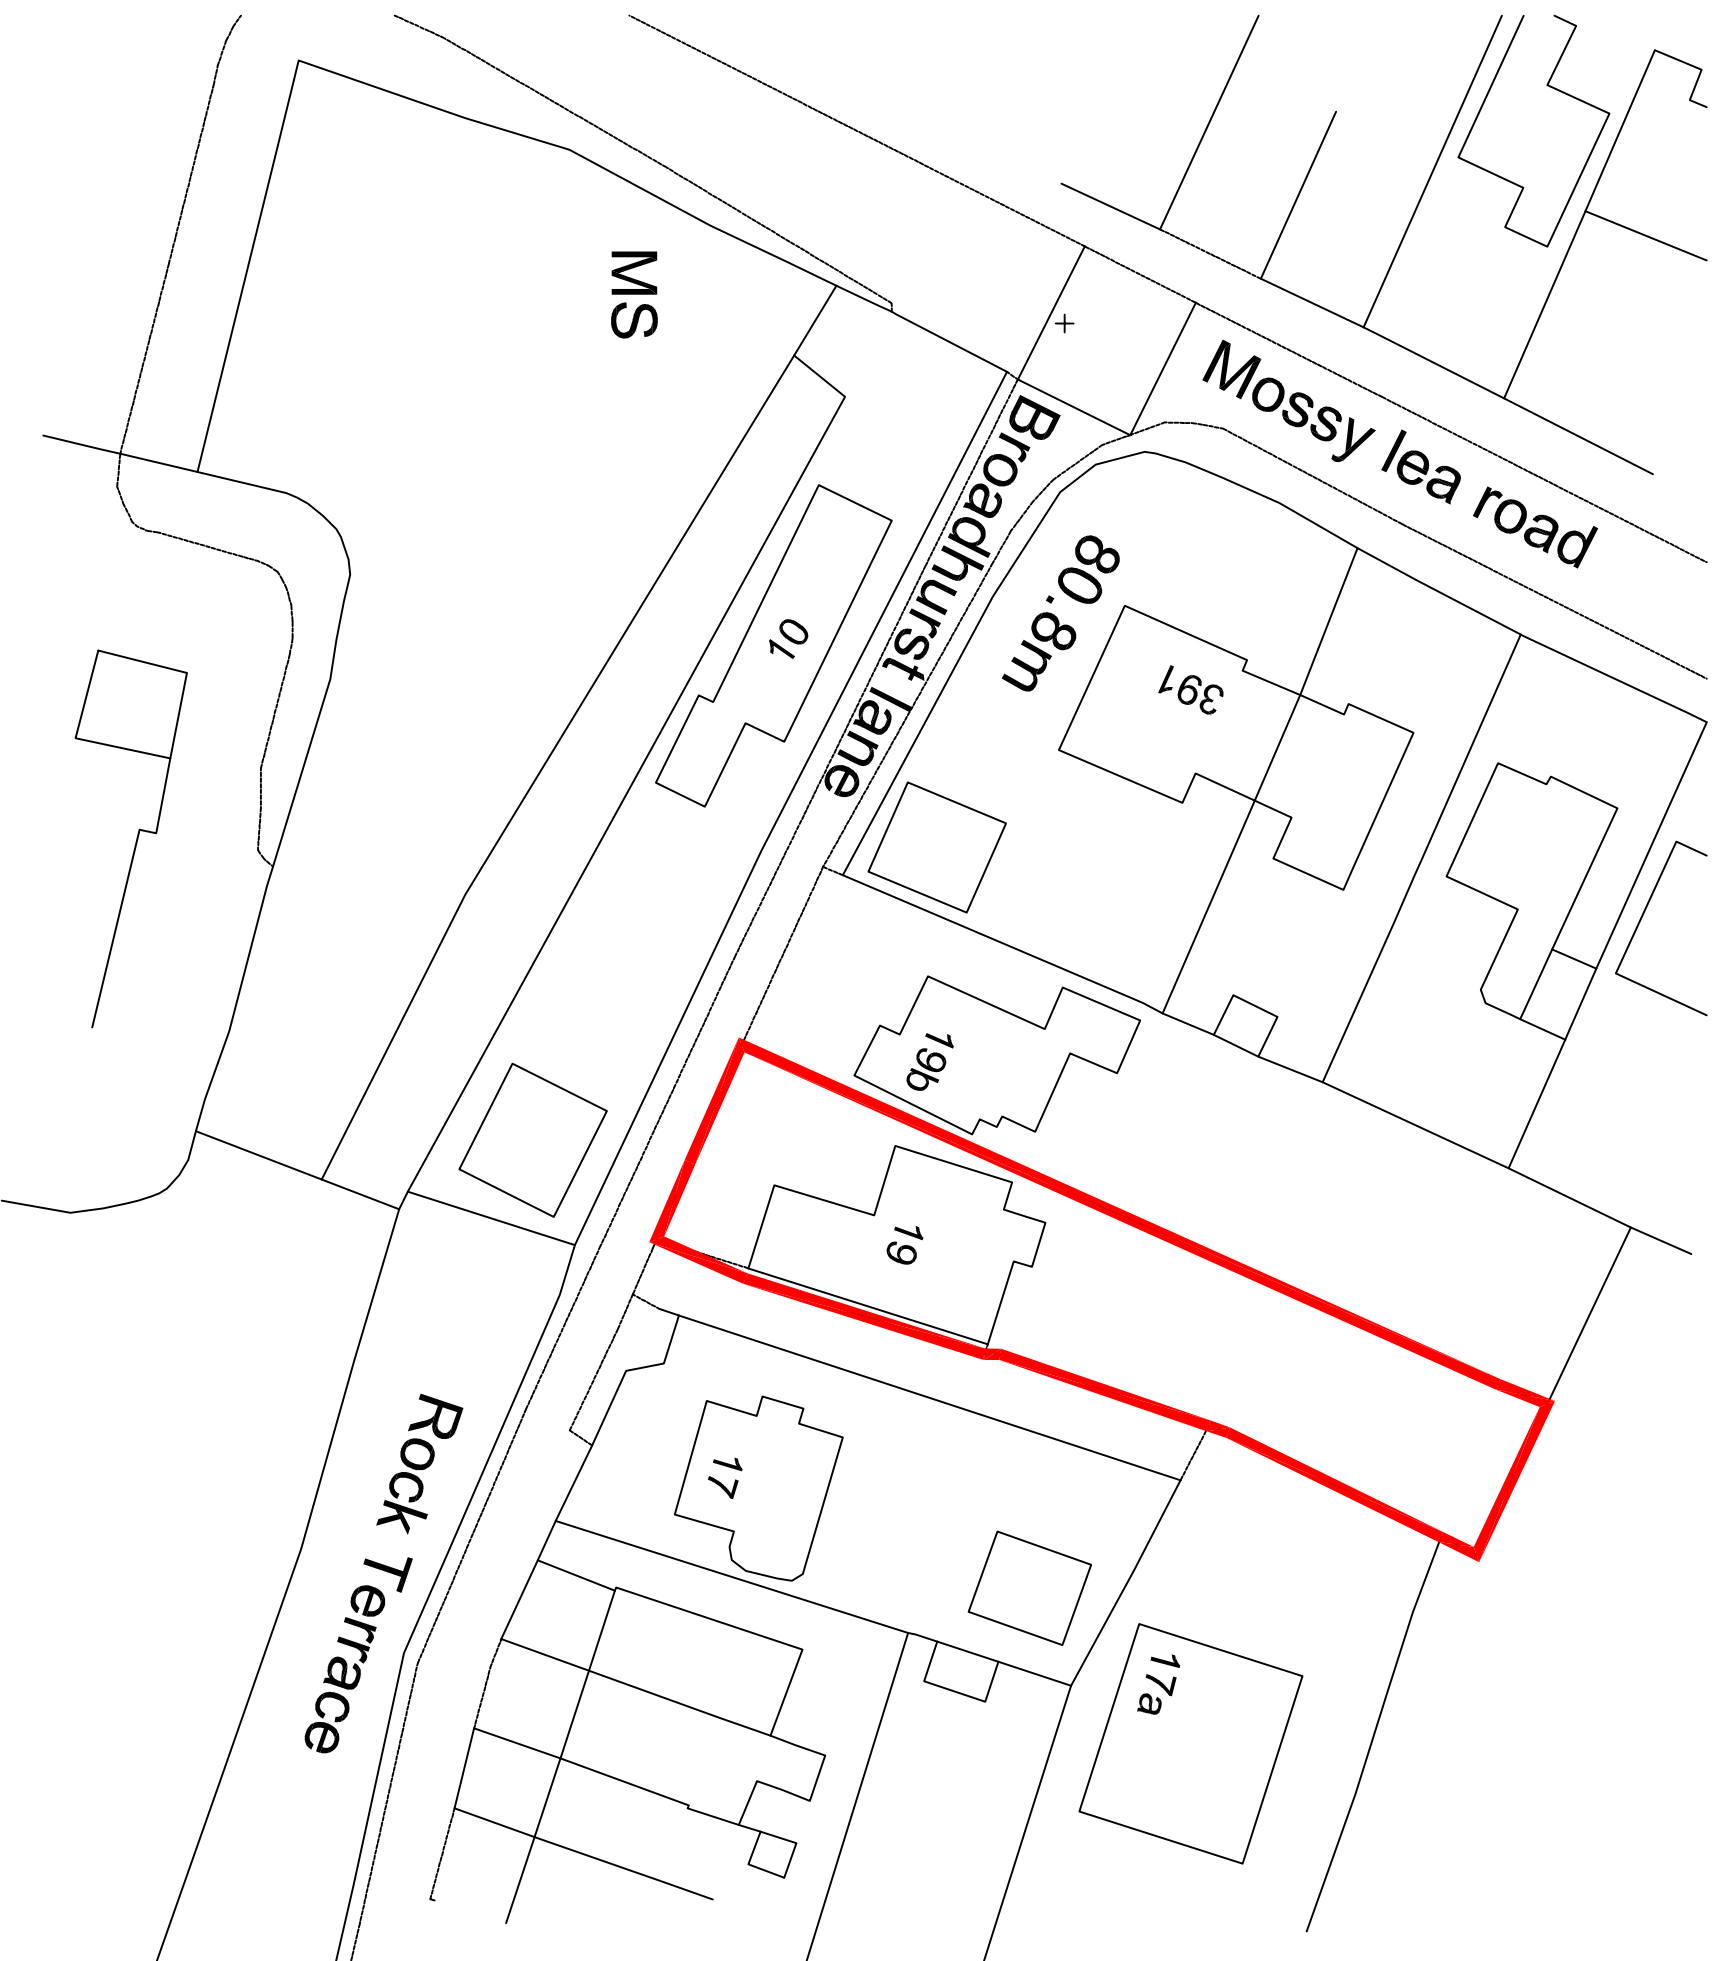 MS
Mossy lea road
Broadhurst lane
80.8m
10
391
19b
19
17
Rock Terrace
17a